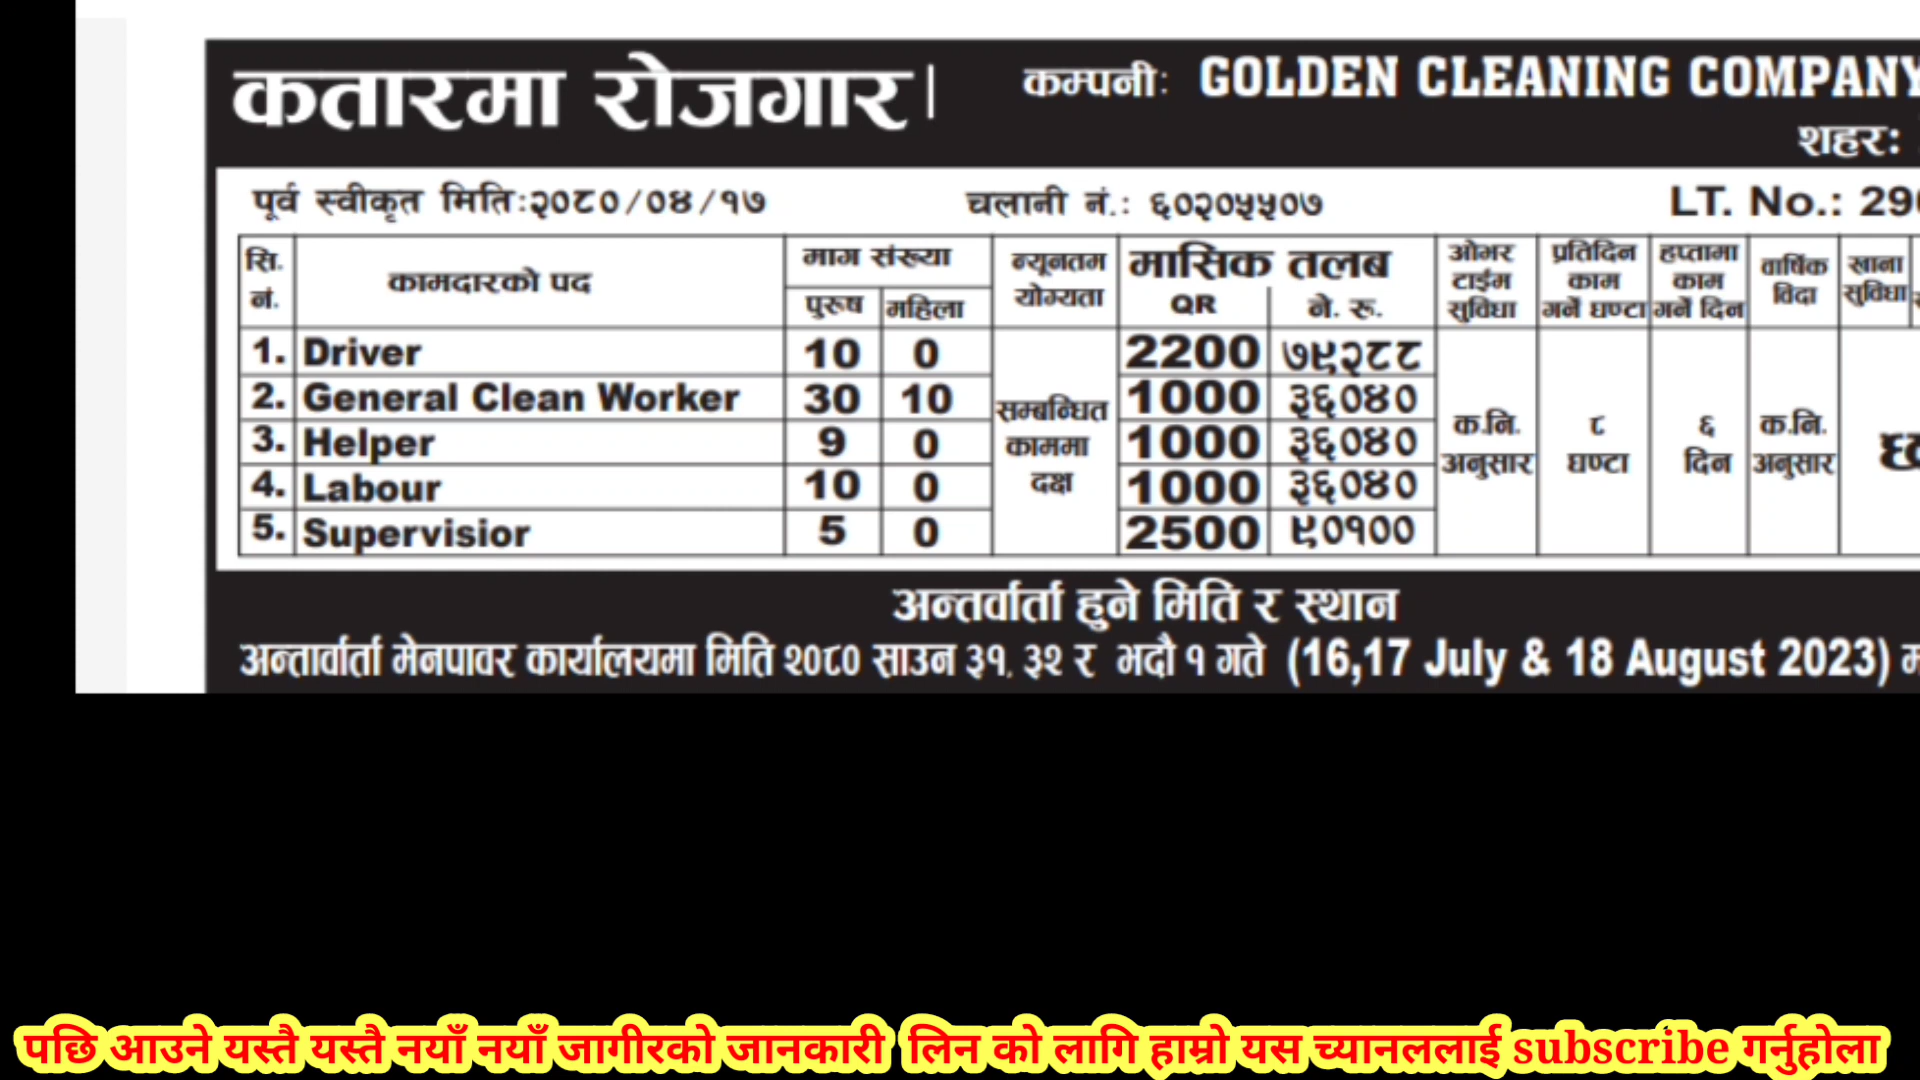 कतारमा रोजगार। कम्पनी: GOLDEN CLEANING COMPANY
शहर:
पूर्व स्वीकृत मिति:२०८०/०४/१७ चलानी नं.: ६०२०५५०७ LT. No.:
सि. नं. कामदारको पद माग संख्या पुरुष महिला न्यूनतम योग्यता मासिक तलब QR ने. रू. ओभर टाईम सुविधा प्रतिदिन काम गर्ने घण्टा हप्तामा काम गर्ने दिन वार्षिक विदा खाना सुविधा
1. Driver 10 0 2200 ७९२८८
2. General Clean Worker 30 10 1000 ३६०४०
3. Helper 9 0 1000 ३६०४०
4. Labour 10 0 1000 ३६०४०
5. Supervisior 5 0 2500 ९०१००
सम्बन्धित काममा दक्ष क.नि. अनुसार ८ घण्टा ६ दिन क.नि. अनुसार
अन्तर्वार्ता हुने मिति र स्थान
अन्तार्वार्ता मेनपावर कार्यालयमा मिति २०८० साउन ३१, ३२ र भदौ १ गते (16,17 July & 18 August 2023)
पछि आउने यस्तै यस्तै नयाँ नयाँ जागीरको जानकारी लिन को लागि हाम्रो यस च्यानललाई subscribe गर्नुहोला